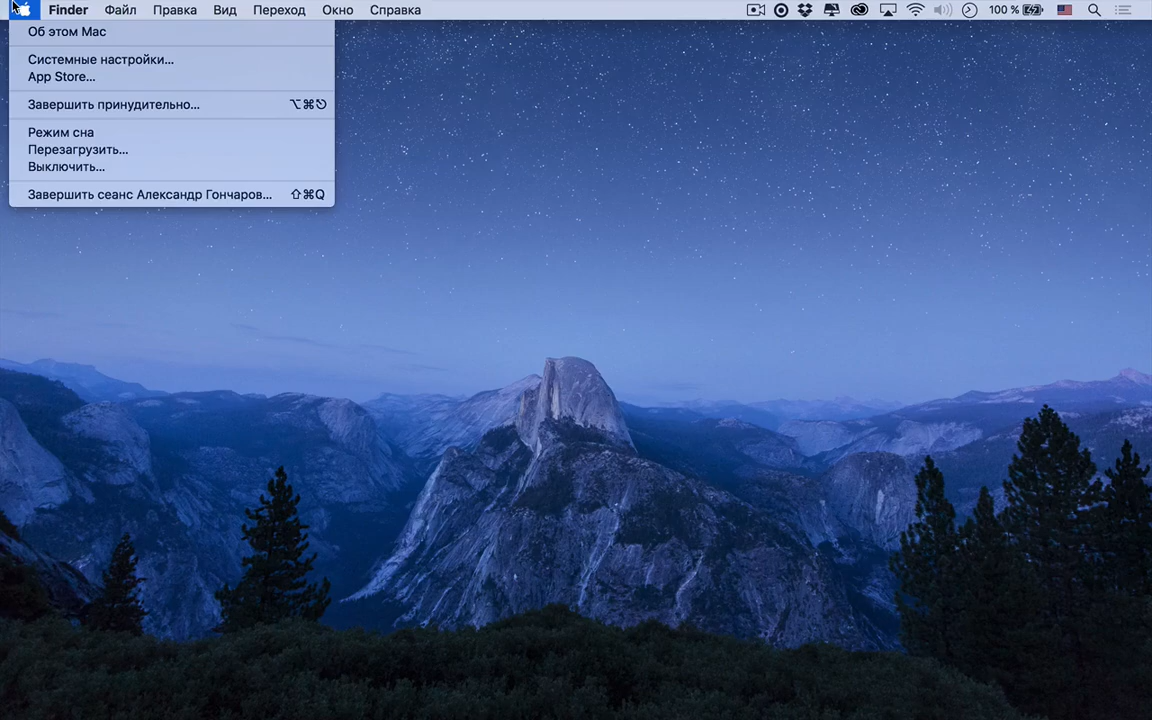 Finder Файл Правка Вид Переход Окно Справка 100 %
Об этом Mac
Системные настройки...
App Store...
Завершить принудительно... ⌥⌘⎋
Режим сна
Перезагрузить...
Выключить...
Завершить сеанс Александр Гончаров... ⇧⌘Q